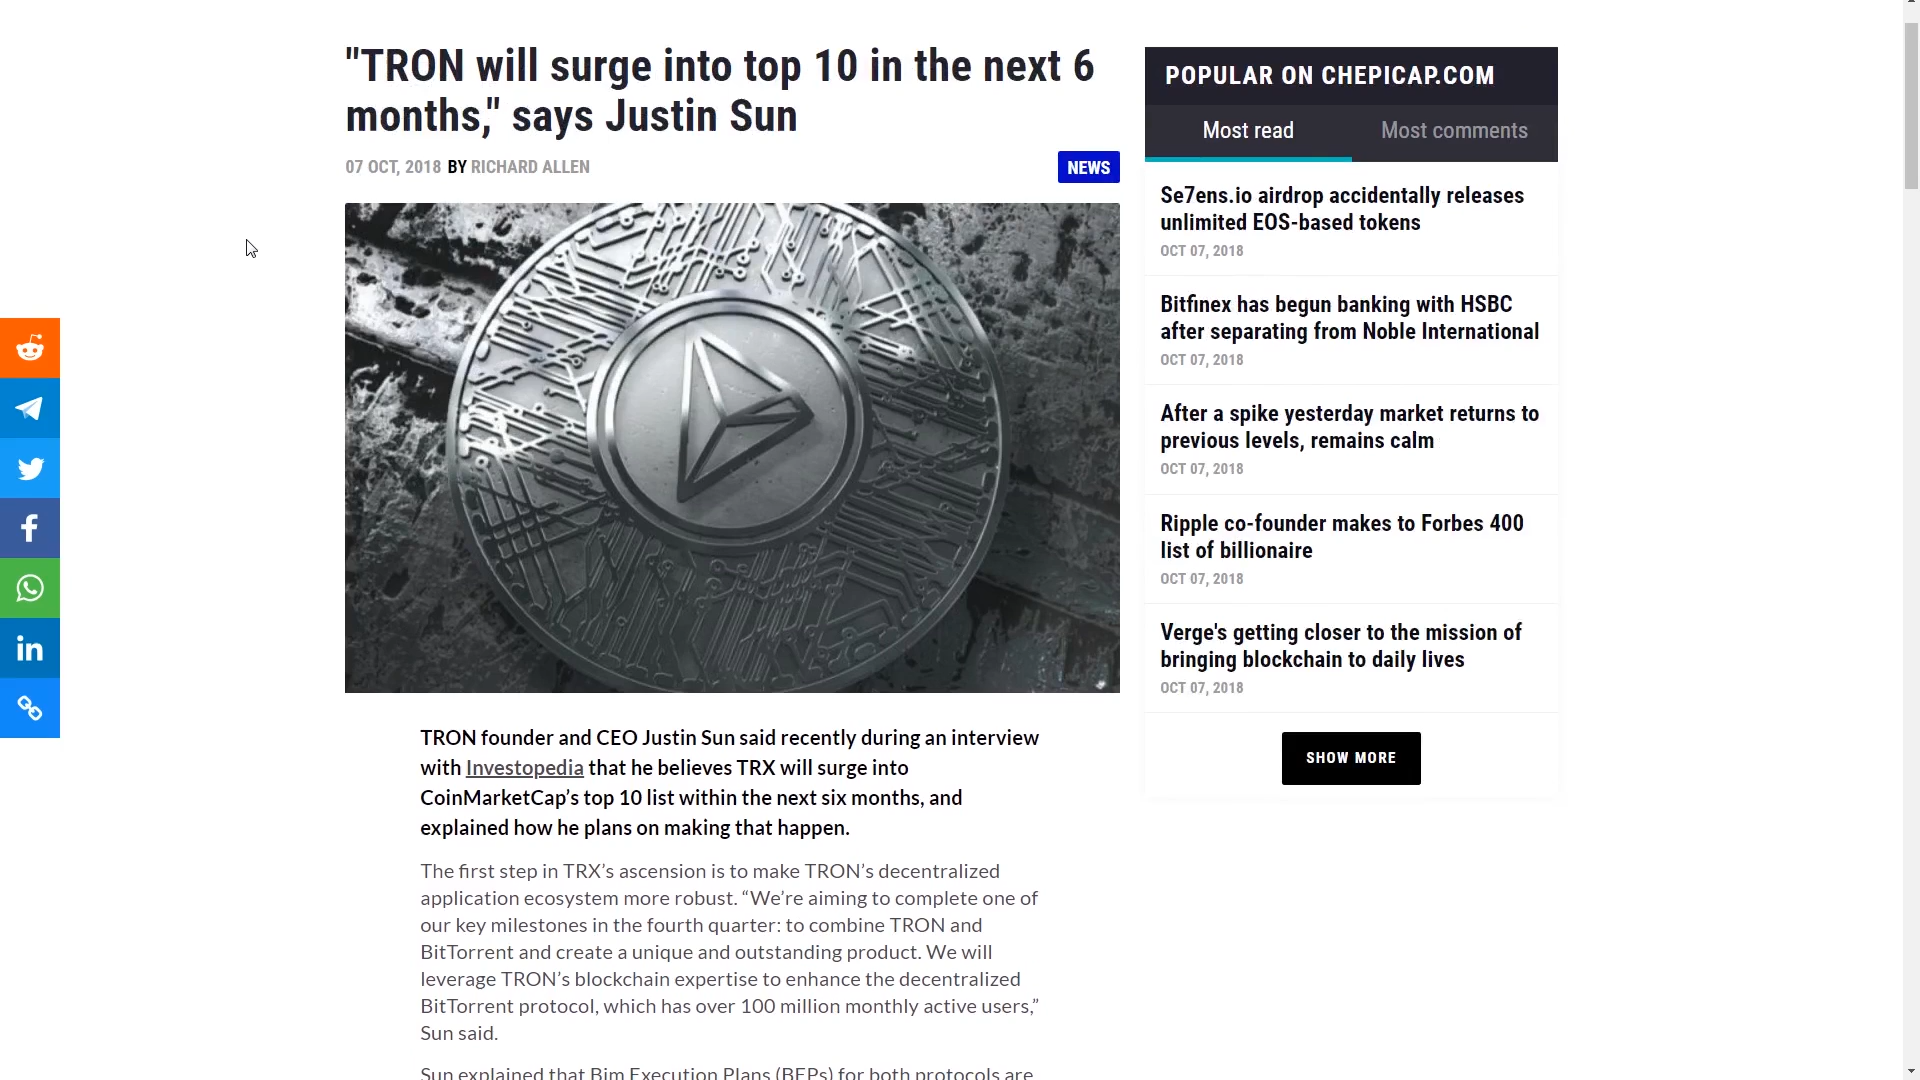 "TRON will surge into top 10 in the next 6
months," says Justin Sun
07 OCT, 2018 BY RICHARD ALLEN
NEWS
TRON founder and CEO Justin Sun said recently during an interview
with Investopedia that he believes TRX will surge into
CoinMarketCap’s top 10 list within the next six months, and
explained how he plans on making that happen.
The first step in TRX’s ascension is to make TRON’s decentralized
application ecosystem more robust. “We’re aiming to complete one of
our key milestones in the fourth quarter: to combine TRON and
BitTorrent and create a unique and outstanding product. We will
leverage TRON’s blockchain expertise to enhance the decentralized
BitTorrent protocol, which has over 100 million monthly active users,”
Sun said.
Sun explained that Bim Execution Plans (BEPs) for both protocols are
POPULAR ON CHEPICAP.COM
Most read Most comments
Se7ens.io airdrop accidentally releases
unlimited EOS-based tokens
OCT 07, 2018
Bitfinex has begun banking with HSBC
after separating from Noble International
OCT 07, 2018
After a spike yesterday market returns to
previous levels, remains calm
OCT 07, 2018
Ripple co-founder makes to Forbes 400
list of billionaire
OCT 07, 2018
Verge's getting closer to the mission of
bringing blockchain to daily lives
OCT 07, 2018
SHOW MORE